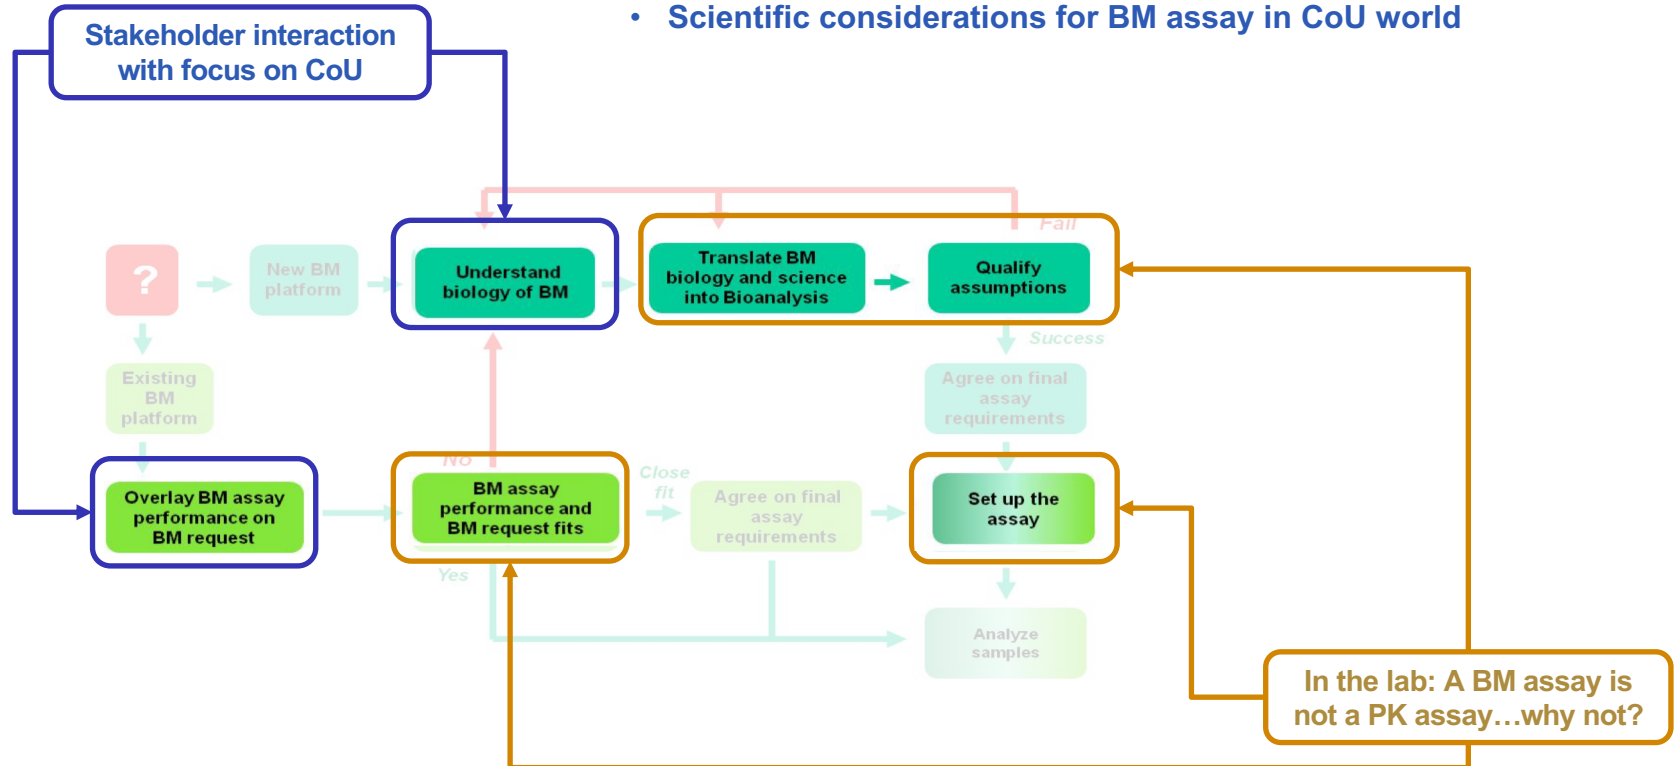 • Scientific considerations for BM assay in CoU world
Stakeholder interaction
with focus on CoU
Fail
?
New BM
platform
Understand
biology of BM
Translate BM
biology and science
into Bioanalysis
Qualify
assumptions
Success
Existing
BM
platform
Agree on final
assay
requirements
No
Overlay BM assay
performance on
BM request
BM assay
performance and
BM request fits
Close
fit
Agree on final
assay
requirements
Set up the
assay
Yes
Analyze
samples
In the lab: A BM assay is
not a PK assay…why not?